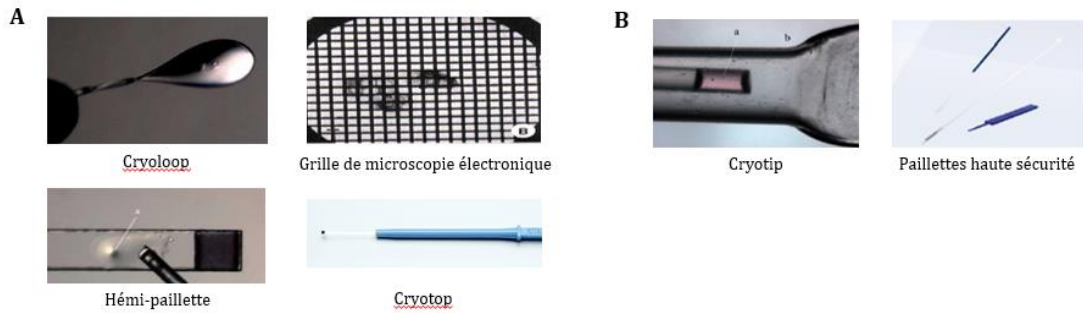 A
Cryoloop
Grille de microscopie électronique
B
Hémi-paillette
Cryotop
B
a
b
Cryotip
Paillettes haute sécurité